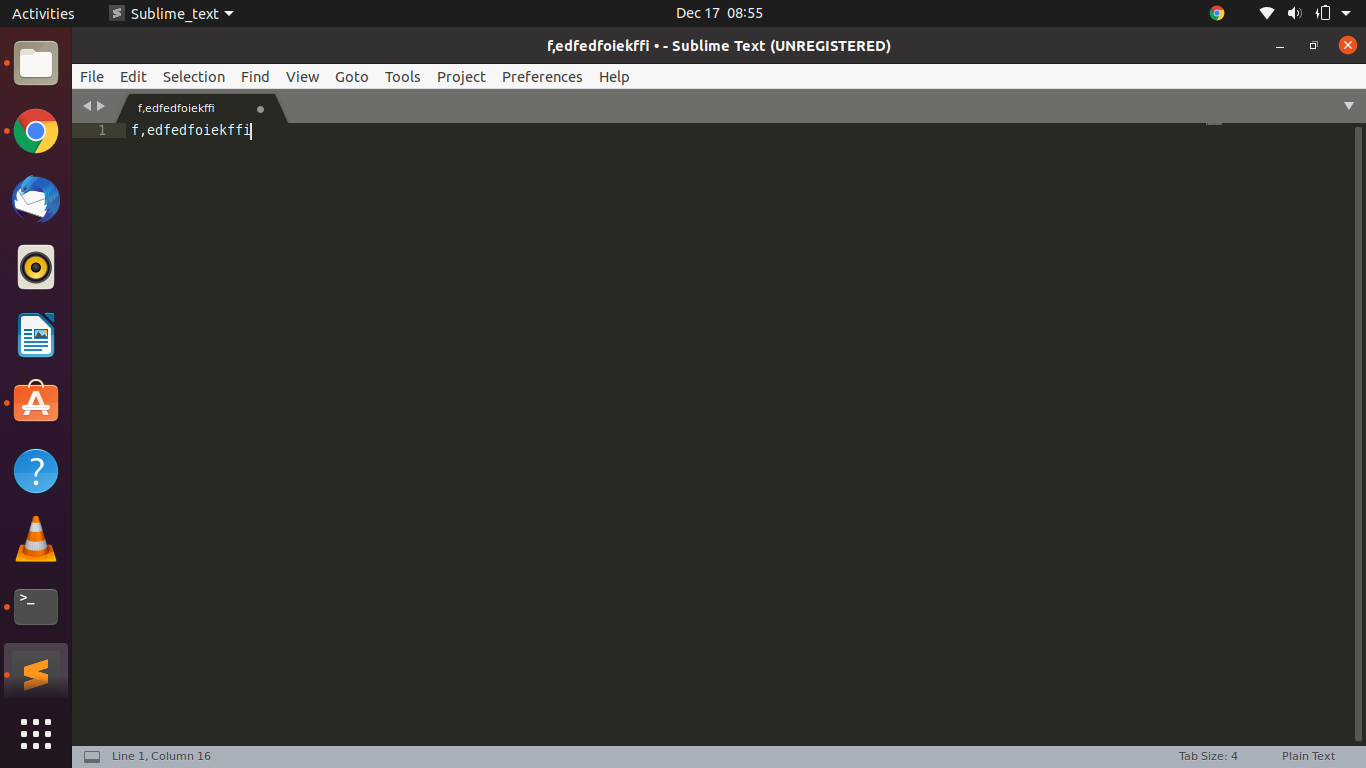 Activities Sublime_text Dec 17 08:55
f,edfedfoiekffi • - Sublime Text (UNREGISTERED)
File Edit Selection Find View Goto Tools Project Preferences Help
f,edfedfoiekffi
1 f,edfedfoiekffi
>_
Line 1, Column 16 Tab Size: 4 Plain Text